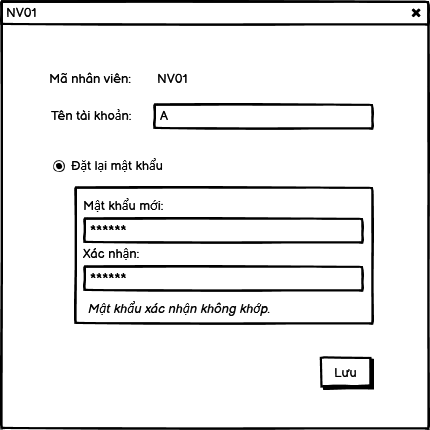 NV01
Mã nhân viên: NV01
Tên tài khoản: A
Đặt lại mật khẩu
Mật khẩu mới:
******
Xác nhận:
******
Mật khẩu xác nhận không khớp.
Lưu